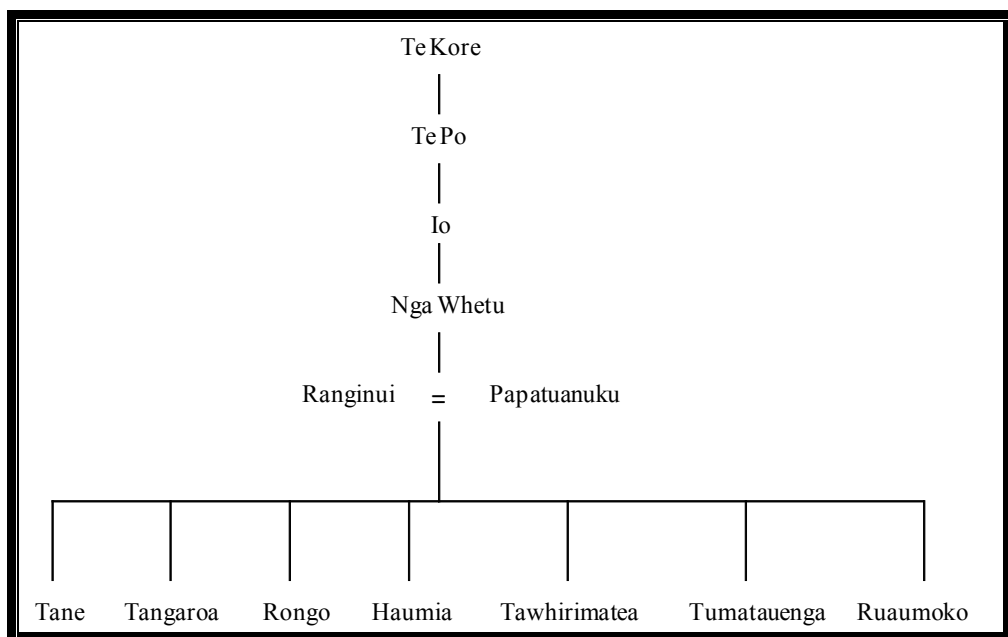 Te Kore
Te Po
Io
Nga Whetu
Ranginui = Papatuanuku
Tane Tangaroa Rongo Haumia Tawhirimatea Tumatauenga Ruaumoko